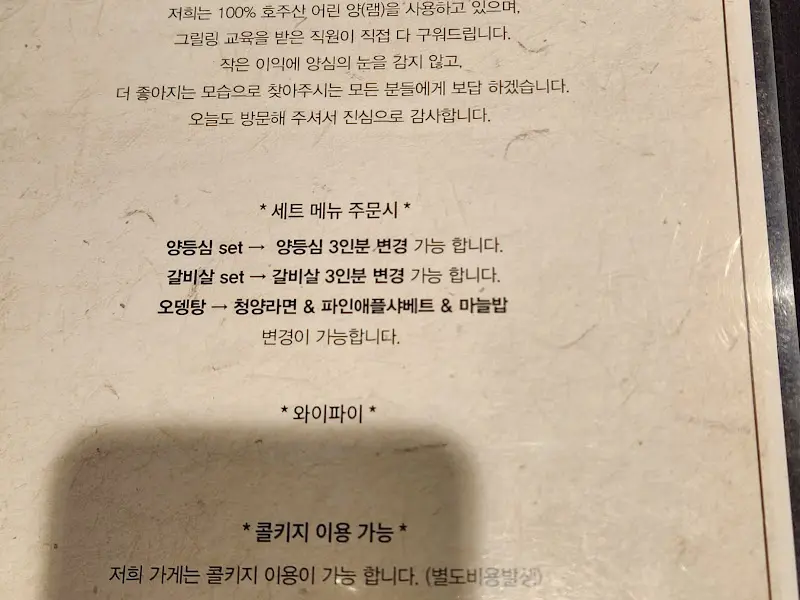 저희는 100% 호주산 어린 양(램)을 사용하고 있으며,
그릴링 교육을 받은 직원이 직접 다 구워드립니다.
작은 이익에 양심의 눈을 감지 않고,
더 좋아지는 모습으로 찾아주시는 모든 분들에게 보답 하겠습니다.
오늘도 방문해 주셔서 진심으로 감사합니다.
* 세트 메뉴 주문시 *
양등심 set → 양등심 3인분 변경 가능 합니다.
갈비살 set → 갈비살 3인분 변경 가능 합니다.
오뎅탕 → 청양라면 & 파인애플샤베트 & 마늘밥
변경이 가능합니다.
* 와이파이 *
* 콜키지 이용 가능 *
저희 가게는 콜키지 이용이 가능 합니다. (별도비용발생)